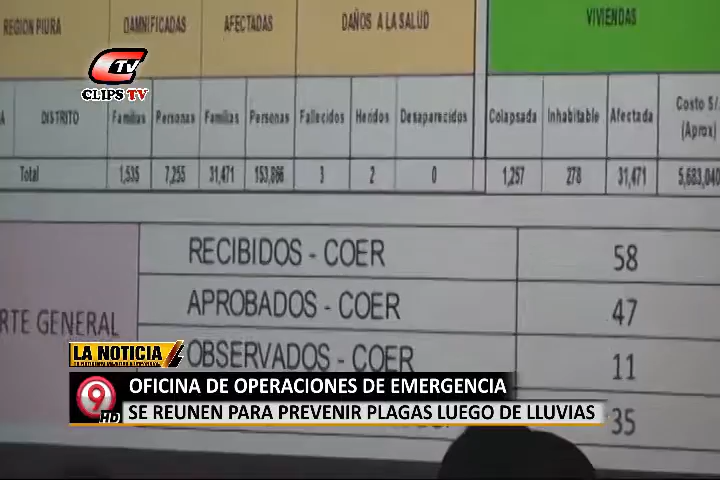 REGION PIURA DAMNIFICADAS AFECTADAS DAÑOS A LA SALUD VIVIENDAS
CTV
CLIPS TV
DISTRITO Familias Personas Familias Personas Fallecidos Heridos Desaparecidos Colapsada Inhabitable Afectada Costo S/.
(Aprox)
Total 1,535 7,255 31,471 153,866 3 2 0 1,257 278 31,471 5,683,040
RECIBIDOS - COER 58
APROBADOS - COER 47
RTE GENERAL
OBSERVADOS - COER 11
35
LA NOTICIA
9
HD
OFICINA DE OPERACIONES DE EMERGENCIA
SE REUNEN PARA PREVENIR PLAGAS LUEGO DE LLUVIAS